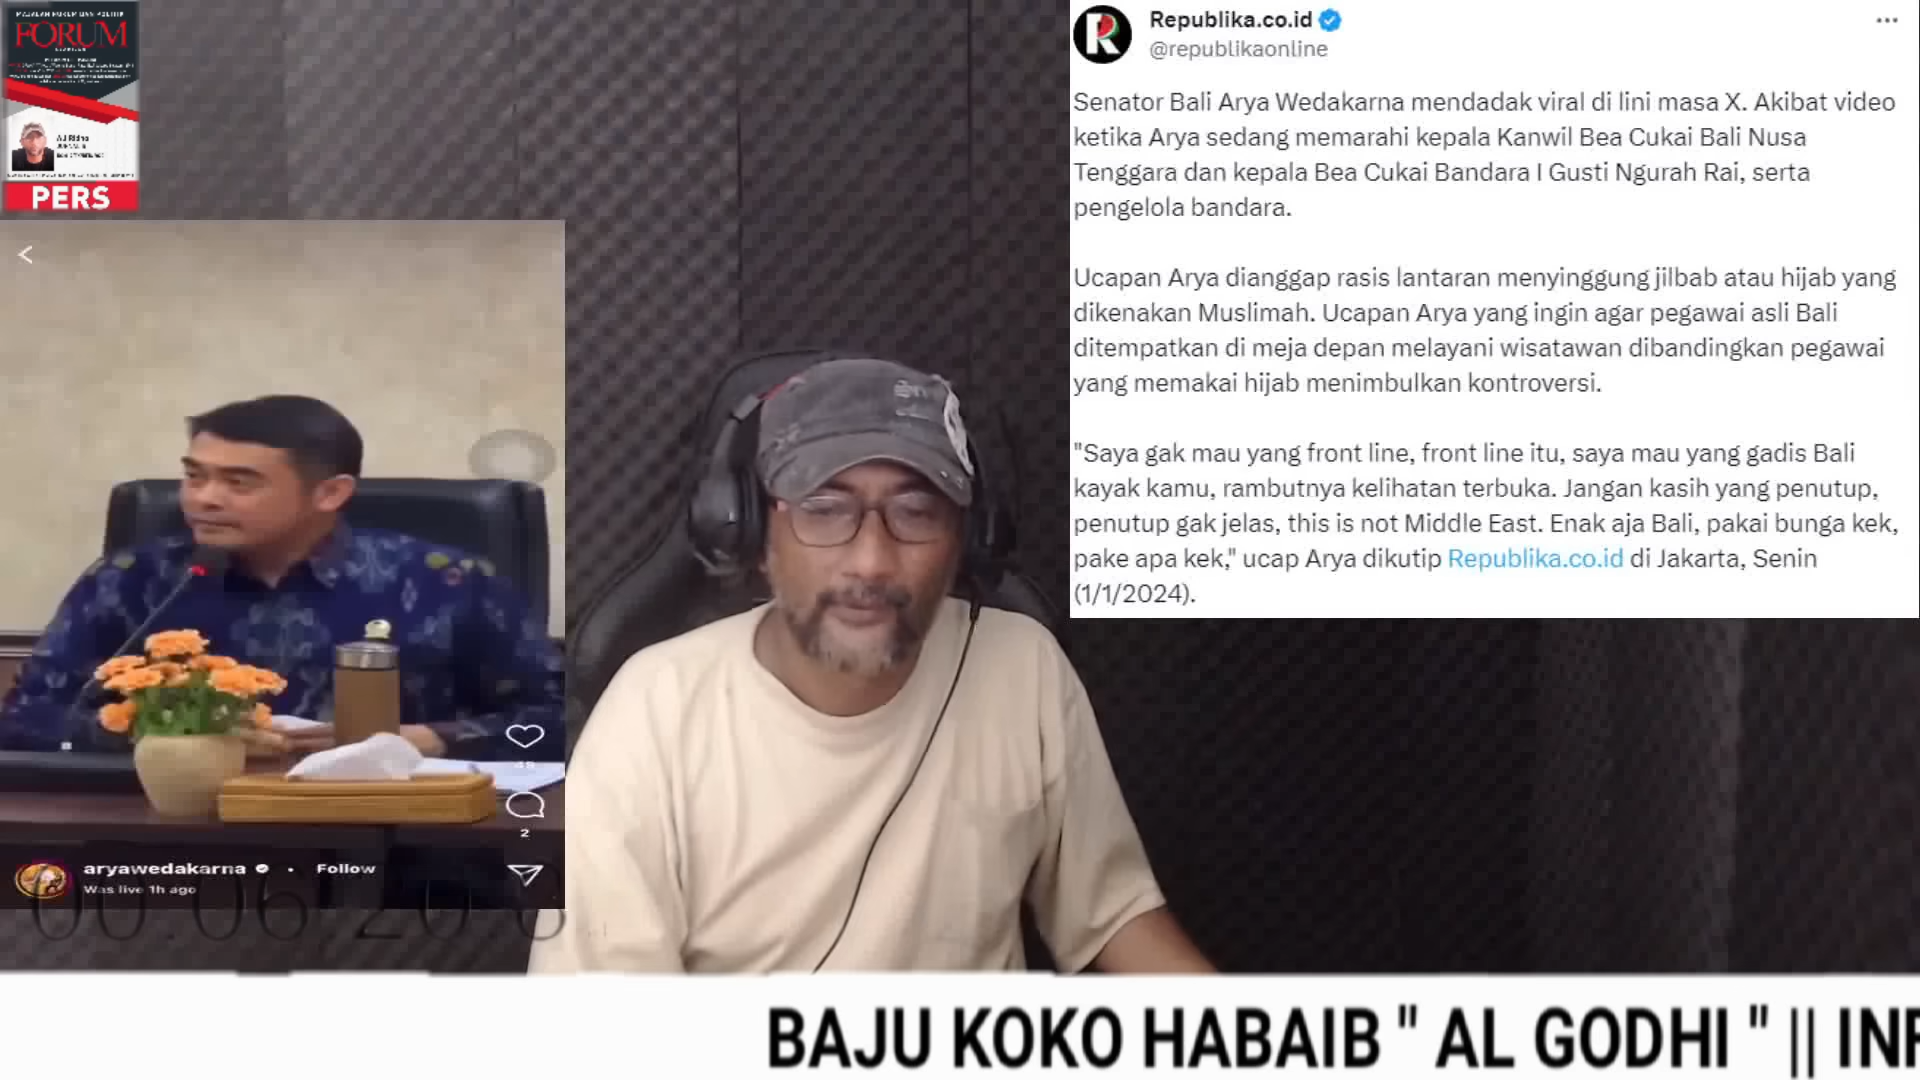 FORUM
PERS
aryawedakarna • Follow
Was live 1h ago
2
Republika.co.id
@republikaonline
Senator Bali Arya Wedakarna mendadak viral di lini masa X. Akibat video
ketika Arya sedang memarahi kepala Kanwil Bea Cukai Bali Nusa
Tenggara dan kepala Bea Cukai Bandara I Gusti Ngurah Rai, serta
pengelola bandara.
Ucapan Arya dianggap rasis lantaran menyinggung jilbab atau hijab yang
dikenakan Muslimah. Ucapan Arya yang ingin agar pegawai asli Bali
ditempatkan di meja depan melayani wisatawan dibandingkan pegawai
yang memakai hijab menimbulkan kontroversi.
"Saya gak mau yang front line, front line itu, saya mau yang gadis Bali
kayak kamu, rambutnya kelihatan terbuka. Jangan kasih yang penutup,
penutup gak jelas, this is not Middle East. Enak aja Bali, pakai bunga kek,
pake apa kek," ucap Arya dikutip Republika.co.id di Jakarta, Senin
(1/1/2024).
BAJU KOKO HABAIB " AL GODHI " ||